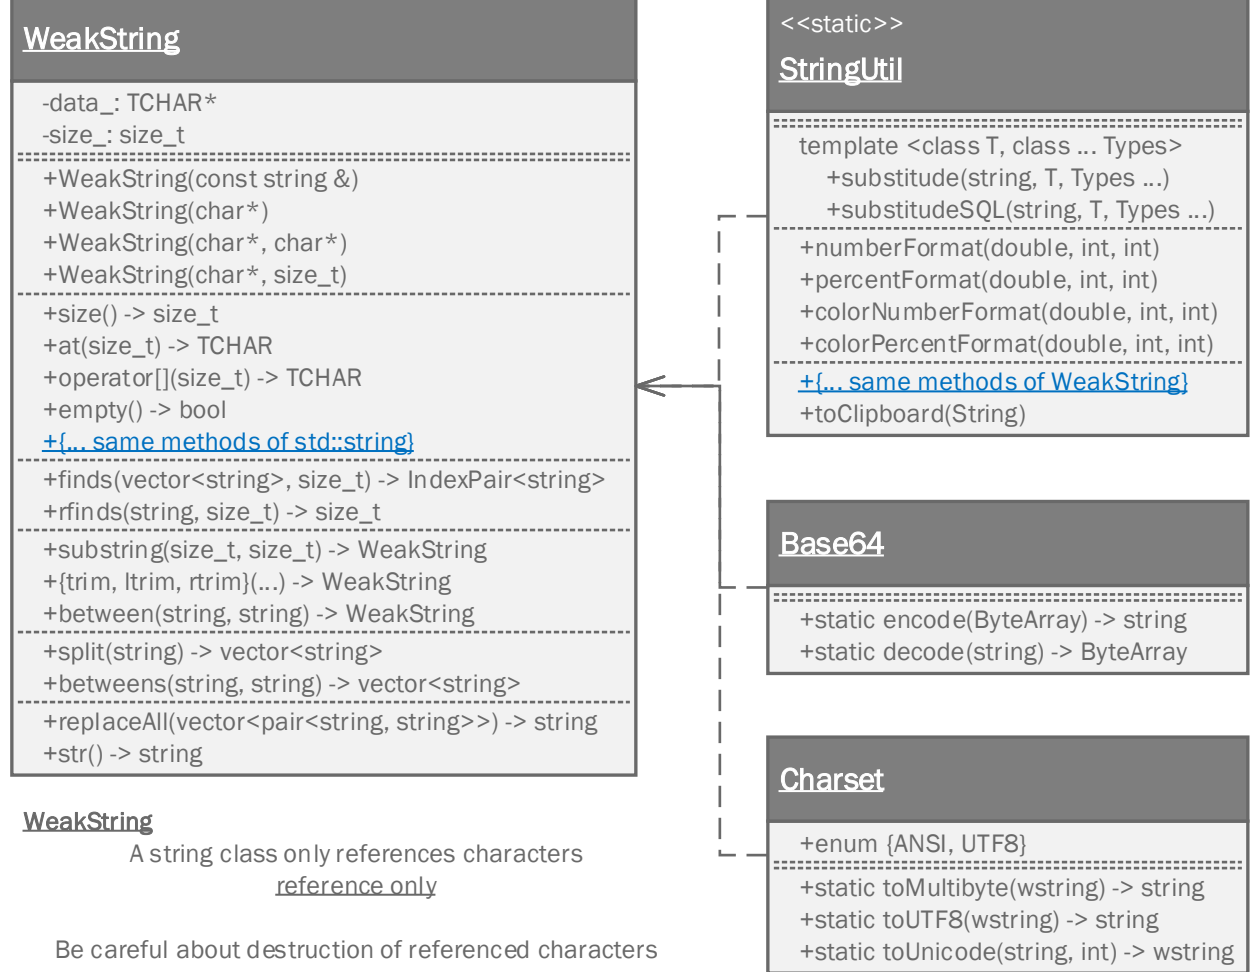 WeakString
-data_: TCHAR*
-size_: size_t
+WeakString(const string &)
+WeakString(char*)
+WeakString(char*, char*)
+WeakString(char*, size_t)
+size() -> size_t
+at(size_t) -> TCHAR
+operator[](size_t) -> TCHAR
+empty() -> bool
+{... same methods of std::string}
+finds(vector<string>, size_t) -> IndexPair<string>
+rfinds(string, size_t) -> size_t
+substring(size_t, size_t) -> WeakString
+{trim, ltrim, rtrim}(...) -> WeakString
+between(string, string) -> WeakString
+split(string) -> vector<string>
+betweens(string, string) -> vector<string>
+replaceAll(vector<pair<string, string>>) -> string
+str() -> string
WeakString
A string class only references characters
reference only
Be careful about destruction of referenced characters
<<static>>
StringUtil
template <class T, class ... Types>
+substitude(string, T, Types ...)
+substitudeSQL(string, T, Types ...)
+numberFormat(double, int, int)
+percentFormat(double, int, int)
+colorNumberFormat(double, int, int)
+colorPercentFormat(double, int, int)
+{... same methods of WeakString}
+toClipboard(String)
Base64
+static encode(ByteArray) -> string
+static decode(string) -> ByteArray
Charset
+enum {ANSI, UTF8}
+static toMultibyte(wstring) -> string
+static toUTF8(wstring) -> string
+static toUnicode(string, int) -> wstring